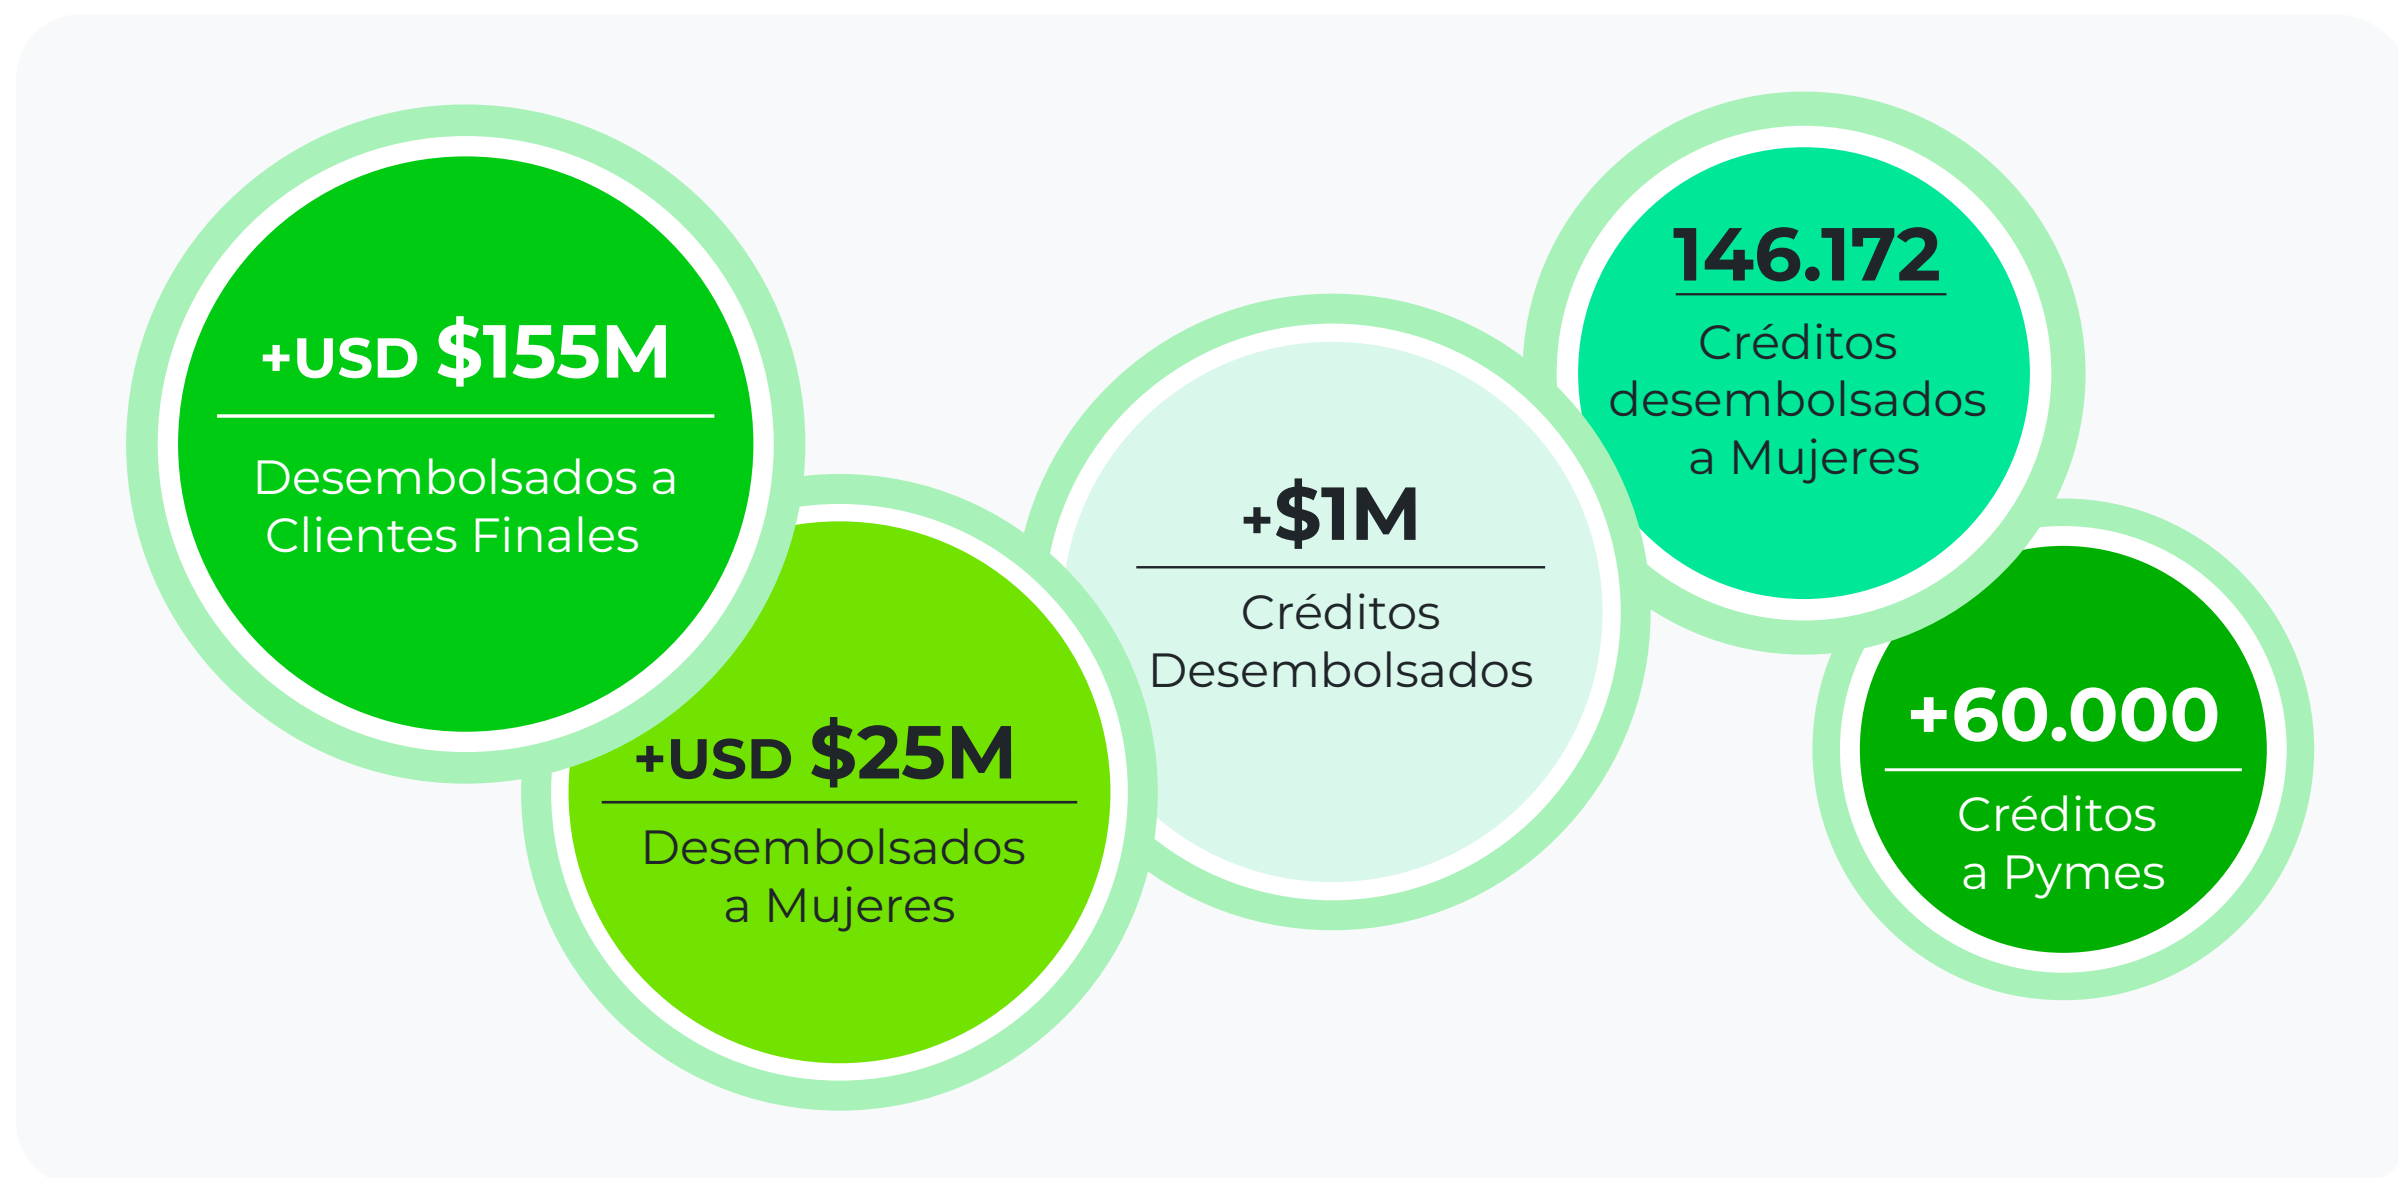 +USD $155M
Desembolsados a
Clientes Finales
+USD $25M
Desembolsados
a Mujeres
+$1M
Créditos
Desembolsados
146.172
Créditos
desembolsados
a Mujeres
+60.000
Créditos
a Pymes